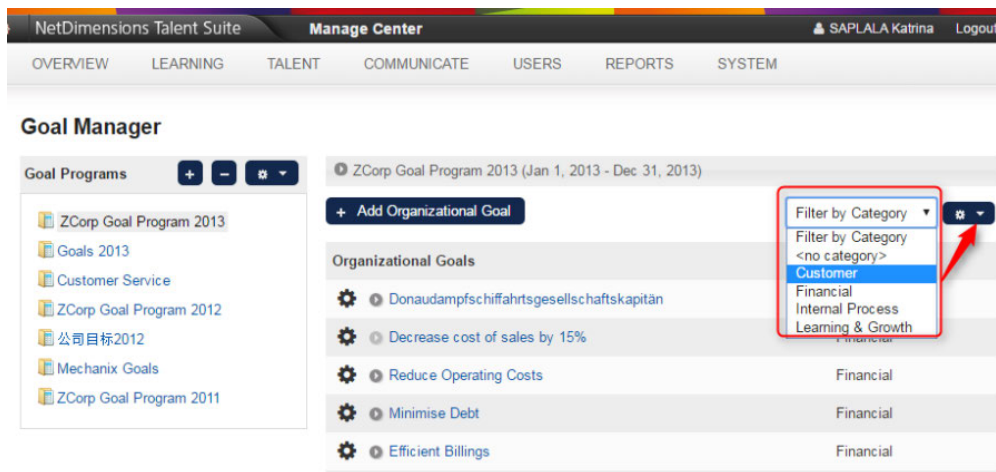 NetDimensions Talent Suite Manage Center SAPLALA Katrina Logout
OVERVIEW LEARNING TALENT COMMUNICATE USERS REPORTS SYSTEM
Goal Manager
Goal Programs
ZCorp Goal Program 2013
Goals 2013
Customer Service
ZCorp Goal Program 2012
公司目标2012
Mechanix Goals
ZCorp Goal Program 2011
ZCorp Goal Program 2013 (Jan 1, 2013 - Dec 31, 2013)
+ Add Organizational Goal
Filter by Category
Filter by Category
<no category>
Customer
Financial
Internal Process
Learning & Growth
Organizational Goals
Donaudampfschiffahrtsgesellschaftskapitän
Decrease cost of sales by 15% Financial
Reduce Operating Costs Financial
Minimise Debt Financial
Efficient Billings Financial